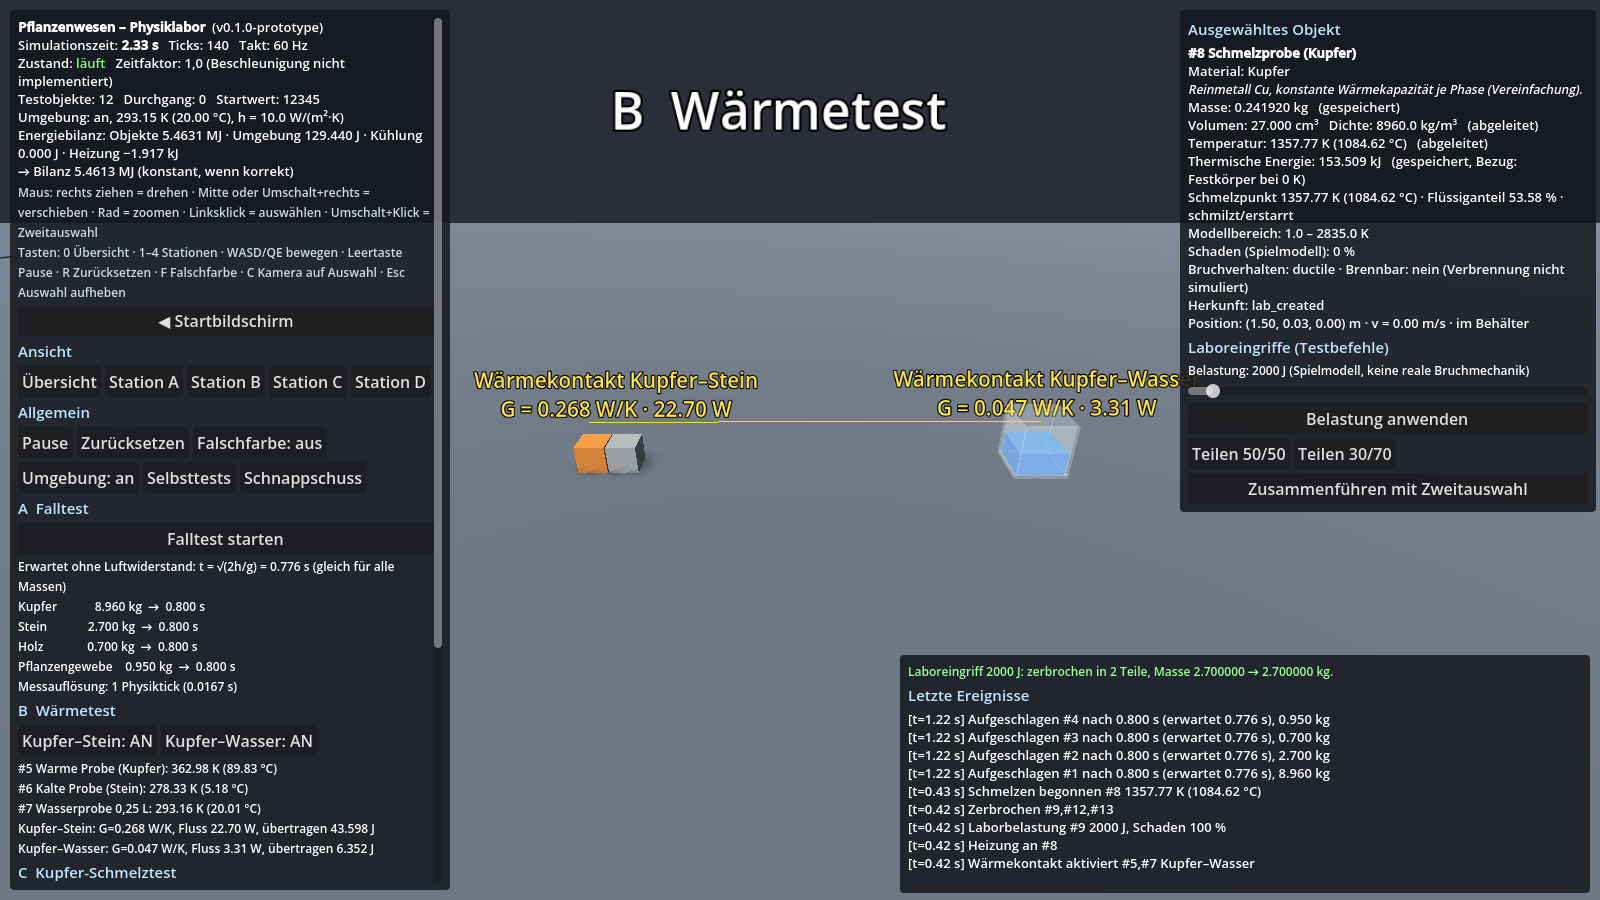 Pflanzenwesen – Physiklabor (v0.1.0-prototype)
Simulationszeit: 2.33 s Ticks: 140 Takt: 60 Hz
Zustand: läuft Zeitfaktor: 1,0 (Beschleunigung nicht
implementiert)
Testobjekte: 12 Durchgang: 0 Startwert: 12345
Umgebung: an, 293.15 K (20.00 °C), h = 10.0 W/(m²·K)
Energiebilanz: Objekte 5.4631 MJ · Umgebung 129.440 J · Kühlung
0.000 J · Heizung −1.917 kJ
→ Bilanz 5.4613 MJ (konstant, wenn korrekt)
Maus: rechts ziehen = drehen · Mitte oder Umschalt+rechts =
verschieben · Rad = zoomen · Linksklick = auswählen · Umschalt+Klick =
Zweitauswahl
Tasten: 0 Übersicht · 1–4 Stationen · WASD/QE bewegen · Leertaste
Pause · R Zurücksetzen · F Falschfarbe · C Kamera auf Auswahl · Esc
Auswahl aufheben
◀ Startbildschirm
Ansicht
Übersicht Station A Station B Station C Station D
Allgemein
Pause Zurücksetzen Falschfarbe: aus
Umgebung: an Selbsttests Schnappschuss
A Falltest
Falltest starten
Erwartet ohne Luftwiderstand: t = √(2h/g) = 0.776 s (gleich für alle
Massen)
Kupfer 8.960 kg → 0.800 s
Stein 2.700 kg → 0.800 s
Holz 0.700 kg → 0.800 s
Pflanzengewebe 0.950 kg → 0.800 s
Messauflösung: 1 Physiktick (0.0167 s)
B Wärmetest
Kupfer–Stein: AN Kupfer–Wasser: AN
#5 Warme Probe (Kupfer): 362.98 K (89.83 °C)
#6 Kalte Probe (Stein): 278.33 K (5.18 °C)
#7 Wasserprobe 0,25 L: 293.16 K (20.01 °C)
Kupfer–Stein: G=0.268 W/K, Fluss 22.70 W, übertragen 43.598 J
Kupfer–Wasser: G=0.047 W/K, Fluss 3.31 W, übertragen 6.352 J
C Kupfer-Schmelztest
B Wärmetest
Wärmekontakt Kupfer–Stein
G = 0.268 W/K · 22.70 W
Wärmekontakt Kupfer–Wasser
G = 0.047 W/K · 3.31 W
Ausgewähltes Objekt
#8 Schmelzprobe (Kupfer)
Material: Kupfer
Reinmetall Cu, konstante Wärmekapazität je Phase (Vereinfachung).
Masse: 0.241920 kg (gespeichert)
Volumen: 27.000 cm³ Dichte: 8960.0 kg/m³ (abgeleitet)
Temperatur: 1357.77 K (1084.62 °C) (abgeleitet)
Thermische Energie: 153.509 kJ (gespeichert, Bezug:
Festkörper bei 0 K)
Schmelzpunkt 1357.77 K (1084.62 °C) · Flüssiganteil 53.58 % ·
schmilzt/erstarrt
Modellbereich: 1.0 – 2835.0 K
Schaden (Spielmodell): 0 %
Bruchverhalten: ductile · Brennbar: nein (Verbrennung nicht
simuliert)
Herkunft: lab_created
Position: (1.50, 0.03, 0.00) m · v = 0.00 m/s · im Behälter
Laboreingriffe (Testbefehle)
Belastung: 2000 J (Spielmodell, keine reale Bruchmechanik)
Belastung anwenden
Teilen 50/50 Teilen 30/70
Zusammenführen mit Zweitauswahl
Laboreingriff 2000 J: zerbrochen in 2 Teile, Masse 2.700000 → 2.700000 kg.
Letzte Ereignisse
[t=1.22 s] Aufgeschlagen #4 nach 0.800 s (erwartet 0.776 s), 0.950 kg
[t=1.22 s] Aufgeschlagen #3 nach 0.800 s (erwartet 0.776 s), 0.700 kg
[t=1.22 s] Aufgeschlagen #2 nach 0.800 s (erwartet 0.776 s), 2.700 kg
[t=1.22 s] Aufgeschlagen #1 nach 0.800 s (erwartet 0.776 s), 8.960 kg
[t=0.43 s] Schmelzen begonnen #8 1357.77 K (1084.62 °C)
[t=0.42 s] Zerbrochen #9,#12,#13
[t=0.42 s] Laborbelastung #9 2000 J, Schaden 100 %
[t=0.42 s] Heizung an #8
[t=0.42 s] Wärmekontakt aktiviert #5,#7 Kupfer–Wasser